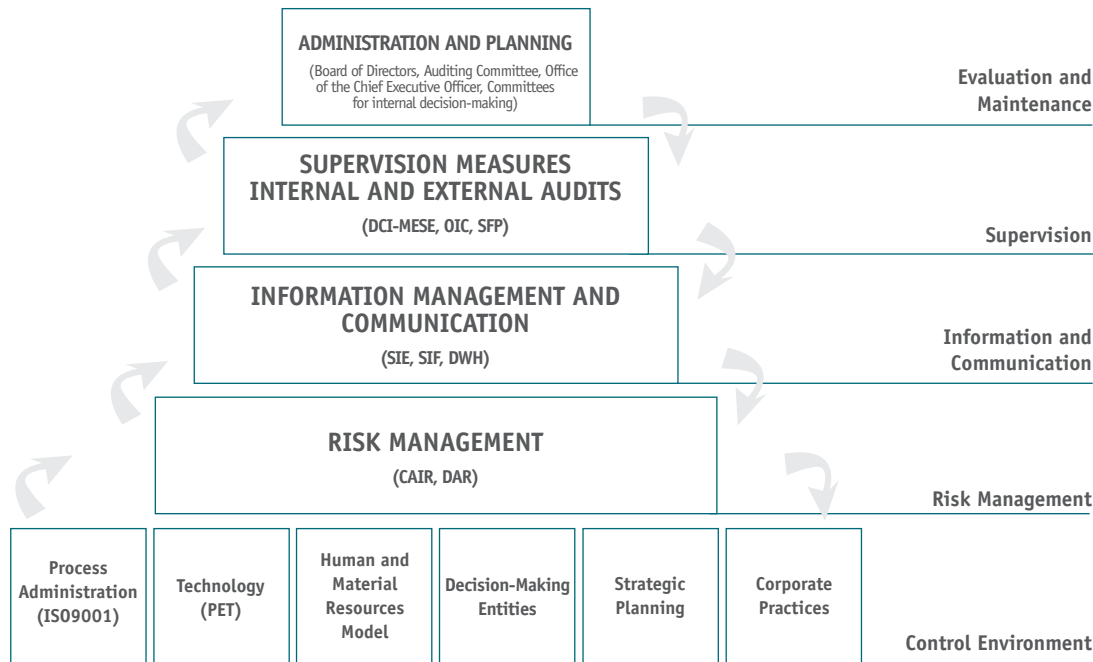 ADMINISTRATION AND PLANNING
(Board of Directors, Auditing Committee, Office
of the Chief Executive Officer, Committees
for internal decision-making)
Evaluation and
Maintenance
SUPERVISION MEASURES
INTERNAL AND EXTERNAL AUDITS
(DCI-MESE, OIC, SFP)
Supervision
INFORMATION MANAGEMENT AND
COMMUNICATION
(SIE, SIF, DWH)
Information and
Communication
RISK MANAGEMENT
(CAIR, DAR)
Risk Management
Process
Administration
(ISO9001)
Technology
(PET)
Human and
Material
Resources
Model
Decision-Making
Entities
Strategic
Planning
Corporate
Practices
Control Environment